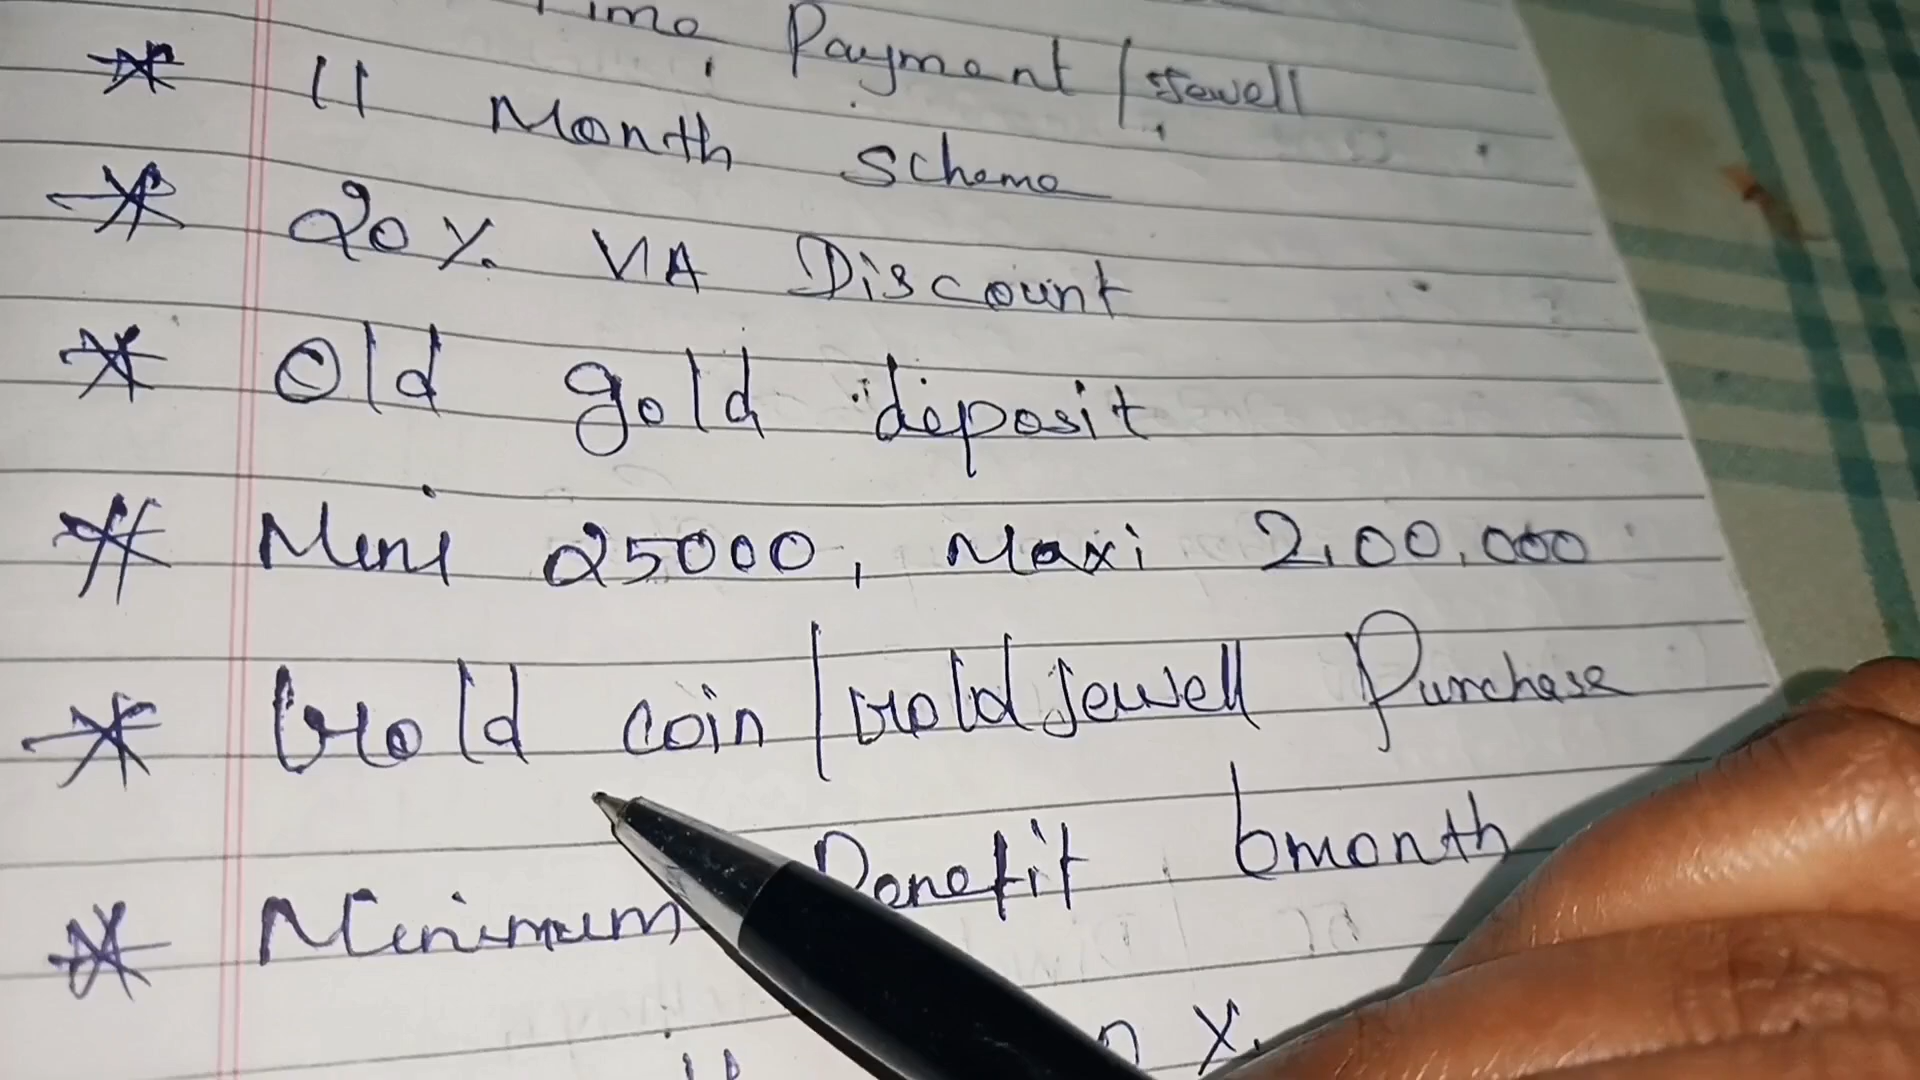 Time Payment / Jewell
* 11 Month Scheme
* 20% VA Discount
* Old gold deposit
* Mini 25000, Maxi 2,00,000
* Gold coin / Gold Jewell Purchase
* Minimum Benefit 6month